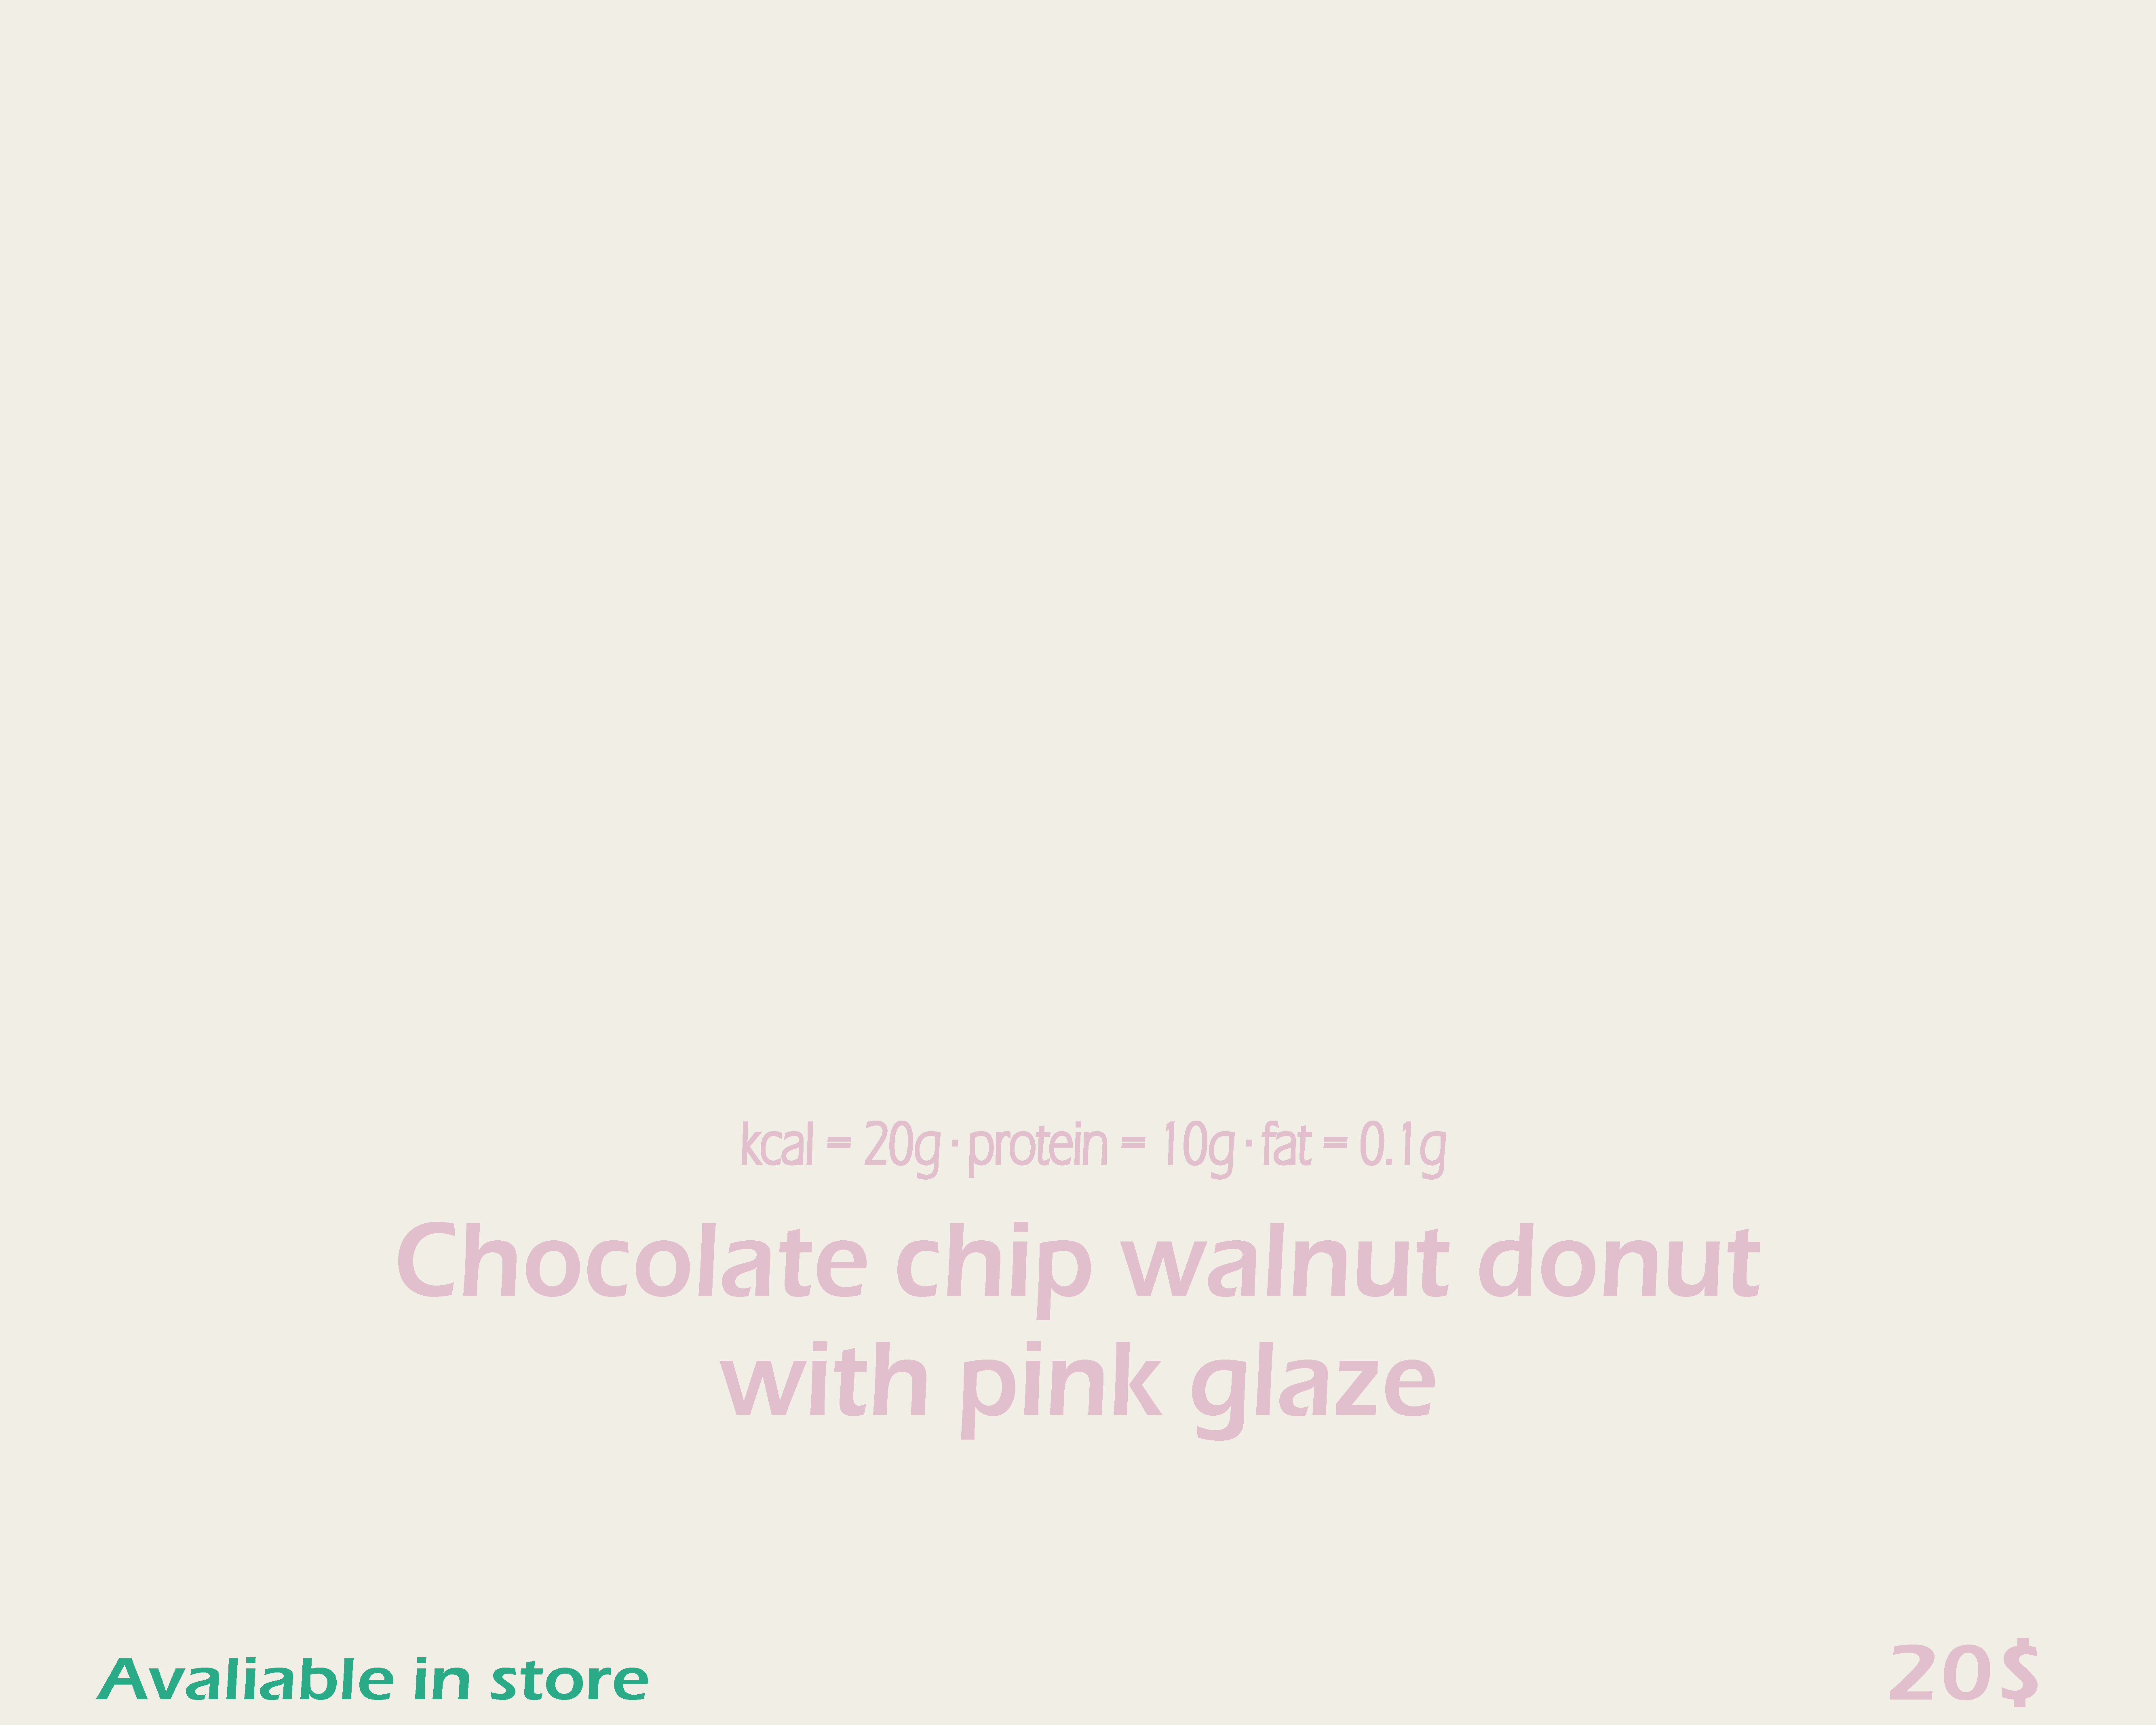 kcal = 20g · protein = 10g · fat = 0.1g
Chocolate chip walnut donut
with pink glaze
Avaliable in store
20$